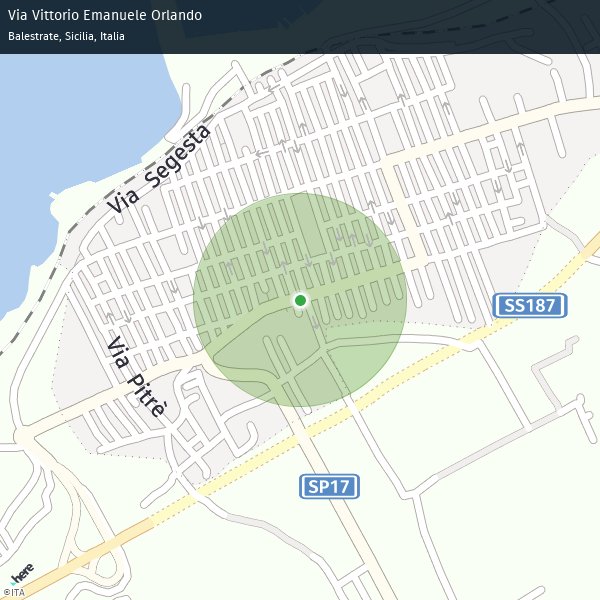 Via Vittorio Emanuele Orlando
Balestrate, Sicilia, Italia
Via Segesta
SS187
Via Pitrè
SP17
here
©ITA